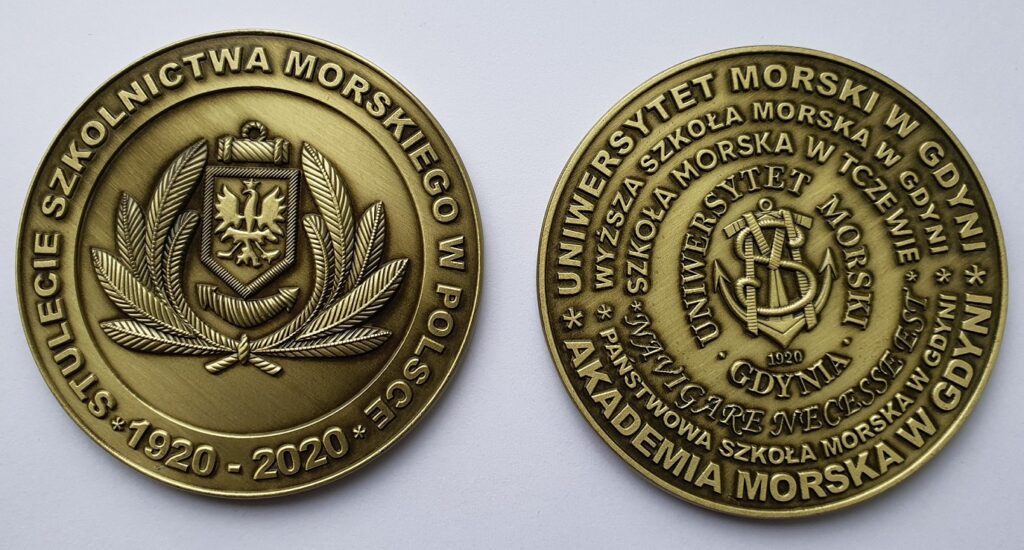 STULECIE SZKOLNICTWA MORSKIEGO W POLSCE
* 1920 - 2020 *
UNIWERSYTET MORSKI W GDYNI
* AKADEMIA MORSKA W GDYNI *
WYŻSZA SZKOŁA MORSKA W GDYNI
* PAŃSTWOWA SZKOŁA MORSKA W GDYNI *
SZKOŁA MORSKA W TCZEWIE
* NAVIGARE NECESSE EST *
UNIWERSYTET MORSKI
· GDYNIA ·
1920